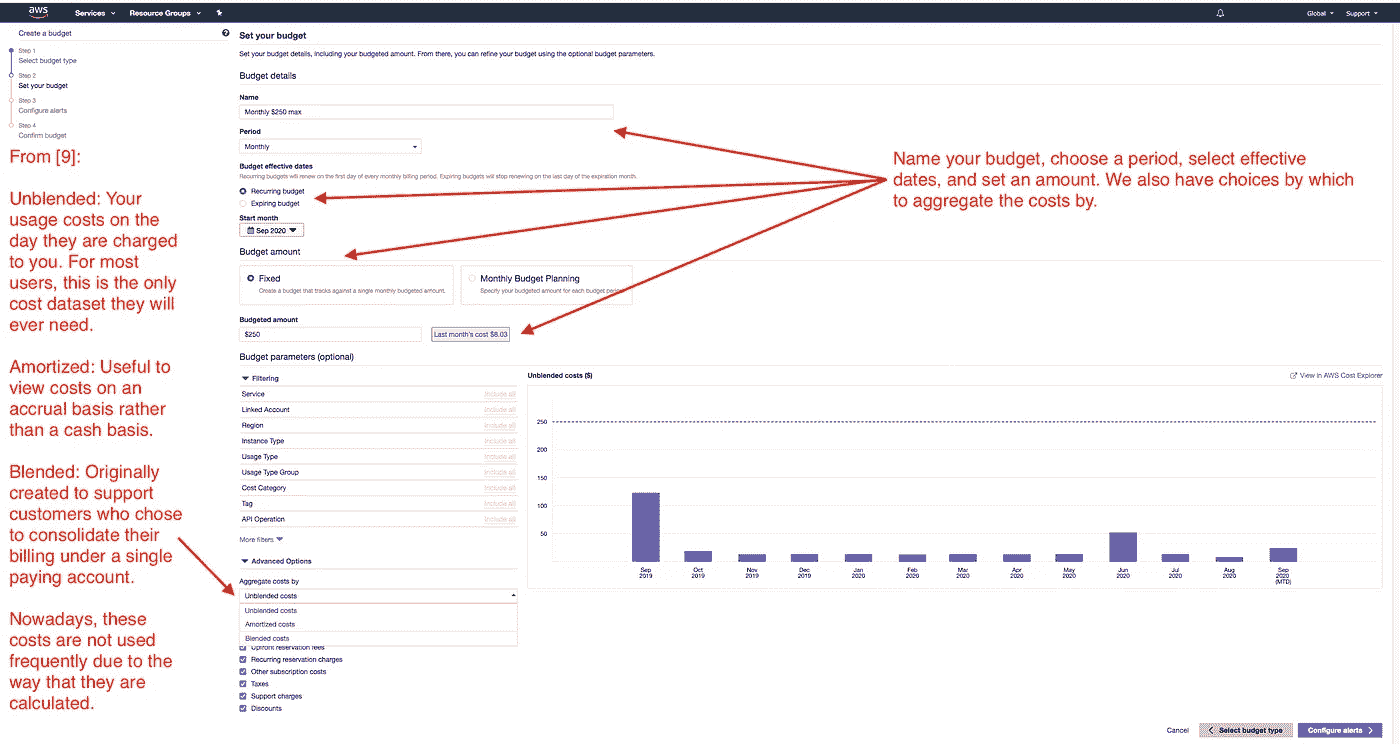 aws
Services
Resource Groups
Global
Support
Create a budget
Step 1
Select budget type
Step 2
Set your budget
Step 3
Configure alerts
Step 4
Confirm budget
From [9]:
Unblended: Your
usage costs on the
day they are charged
to you. For most
users, this is the only
cost dataset they will
ever need.
Amortized: Useful to
view costs on an
accrual basis rather
than a cash basis.
Blended: Originally
created to support
customers who chose
to consolidate their
billing under a single
paying account.
Nowadays, these
costs are not used
frequently due to the
way that they are
calculated.
Set your budget
Set your budget details, including your budgeted amount. From there, you can refine your budget using the optional budget parameters.
Budget details
Name
Monthly $250 max
Period
Monthly
Budget effective dates
Recurring budgets will renew on the first day of every monthly billing period. Expiring budgets will stop renewing on the last day of the expiration month.
Recurring budget
Expiring budget
Start month
Sep 2020
Name your budget, choose a period, select effective
dates, and set an amount. We also have choices by which
to aggregate the costs by.
Budget amount
Fixed
Create a budget that tracks against a single monthly budgeted amount.
Monthly Budget Planning
Specify your budgeted amount for each budget period.
Budgeted amount
$250
Last month's cost $8.03
Budget parameters (optional)
Filtering
Service Include all
Linked Account Include all
Region Include all
Instance Type Include all
Usage Type Include all
Usage Type Group Include all
Cost Category Include all
Tag Include all
API Operation Include all
More filters
Advanced Options
Aggregate costs by
Unblended costs
Unblended costs
Amortized costs
Blended costs
Upfront reservation fees
Recurring reservation charges
Other subscription costs
Taxes
Support charges
Discounts
Unblended costs ($)
View in AWS Cost Explorer
250
200
150
100
50
Sep 2019
Oct 2019
Nov 2019
Dec 2019
Jan 2020
Feb 2020
Mar 2020
Apr 2020
May 2020
Jun 2020
Jul 2020
Aug 2020
Sep 2020 (MTD)
Cancel
Select budget type
Configure alerts